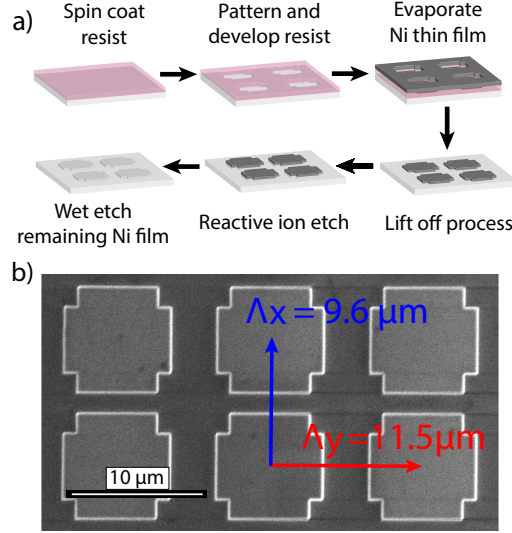 a)
Spin coat
resist
Pattern and
develop resist
Evaporate
Ni thin film
Wet etch
remaining Ni film
Reactive ion etch
Lift off process
b)
Λx = 9.6 μm
Λy=11.5μm
10 μm